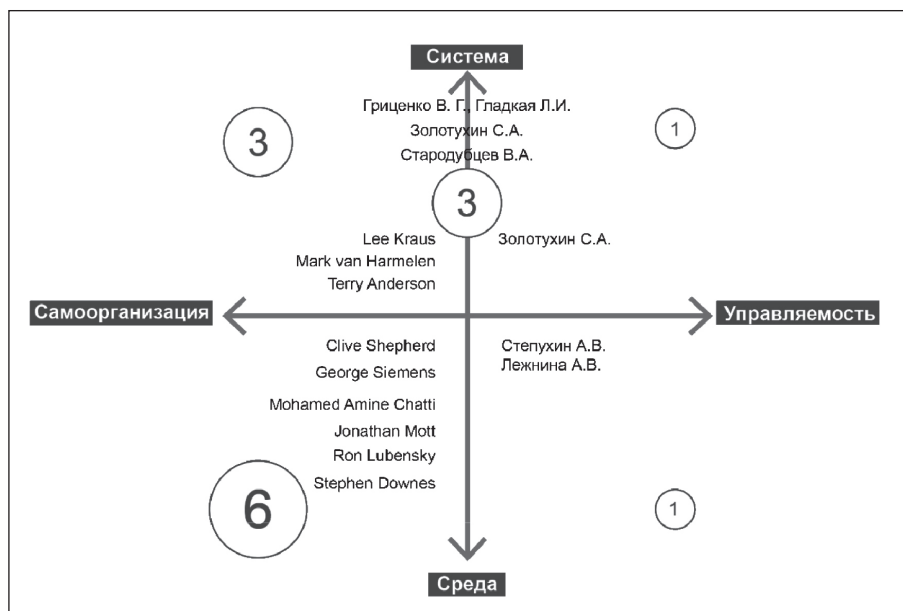 Система
Гриценко В. Г., Гладкая Л.И.
Золотухин С.А.
Стародубцев В.А.
3
1
3
Lee Kraus
Золотухин С.А.
Mark van Harmelen
Terry Anderson
Самоорганизация
Управляемость
Clive Shepherd
George Siemens
Mohamed Amine Chatti
Jonathan Mott
Ron Lubensky
Stephen Downes
Степухин А.В.
Лежнина А.В.
6
1
Среда